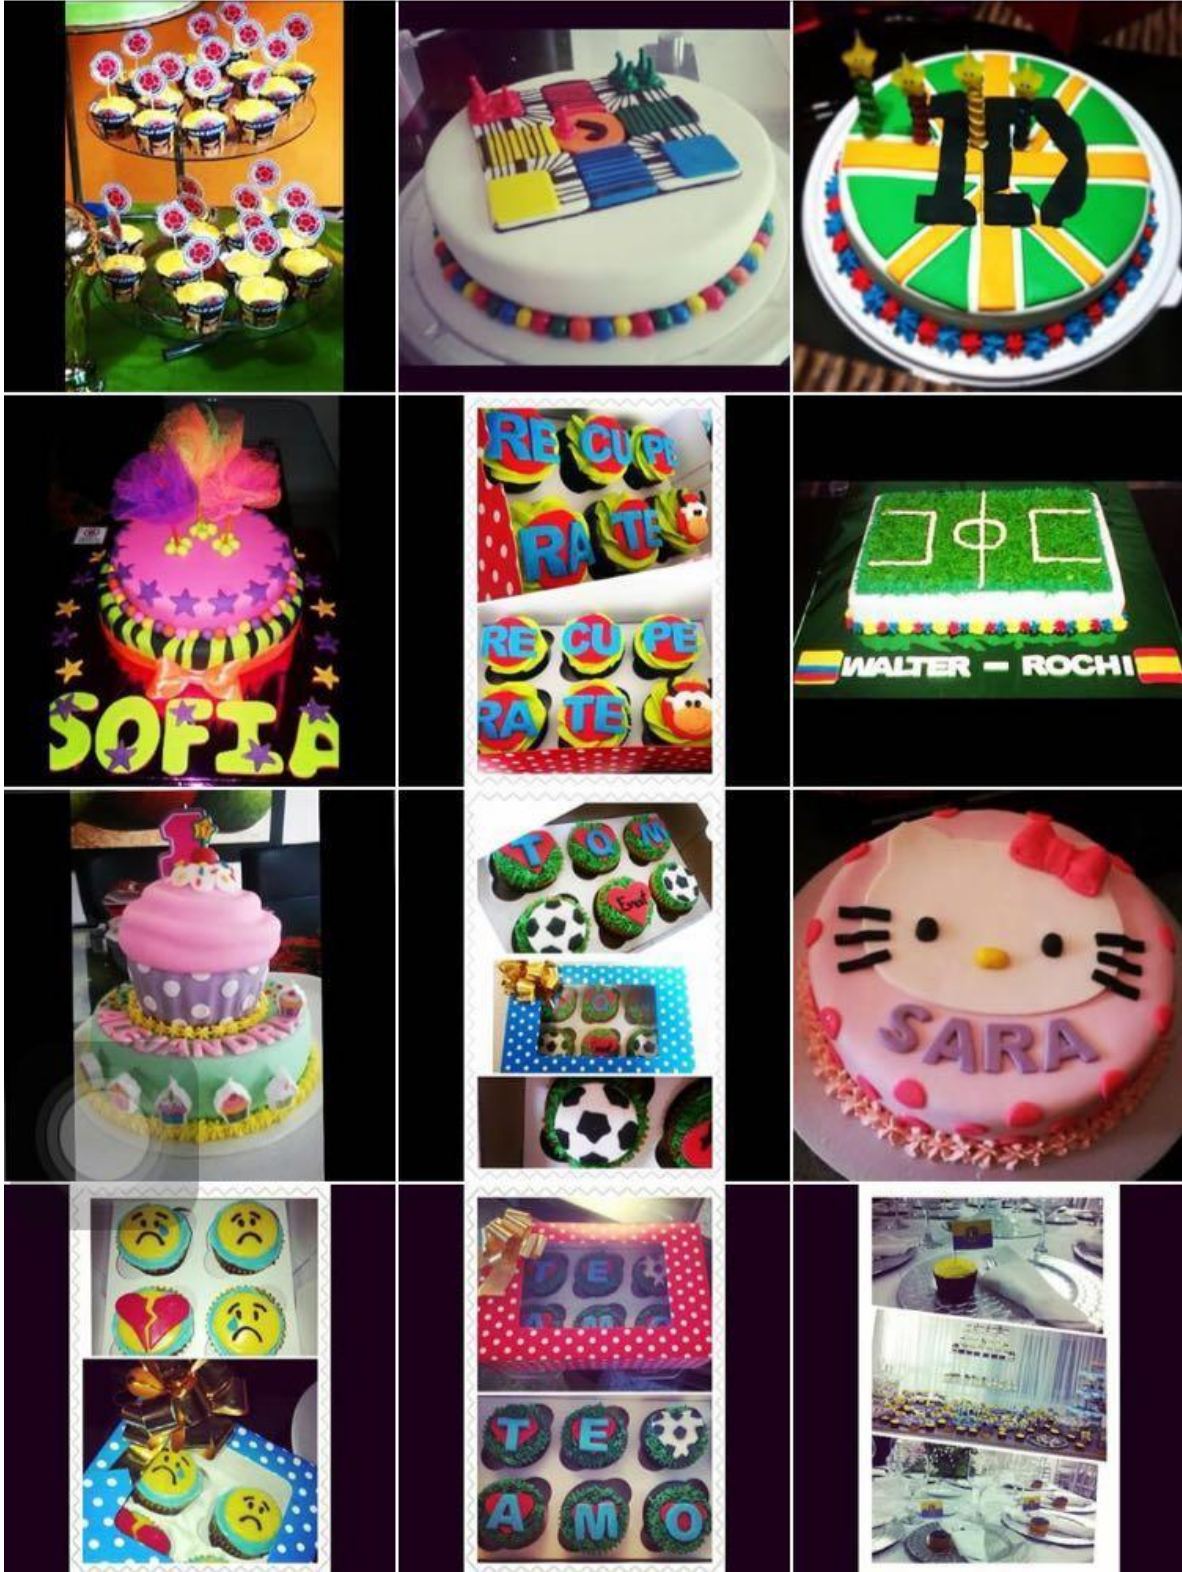 1D
SOFIA
RE CU PE
RA TE
RE CU PE
RA TE
WALTER - ROCHI
1
T Q M
SARA
T E
A M O
T E
A M O